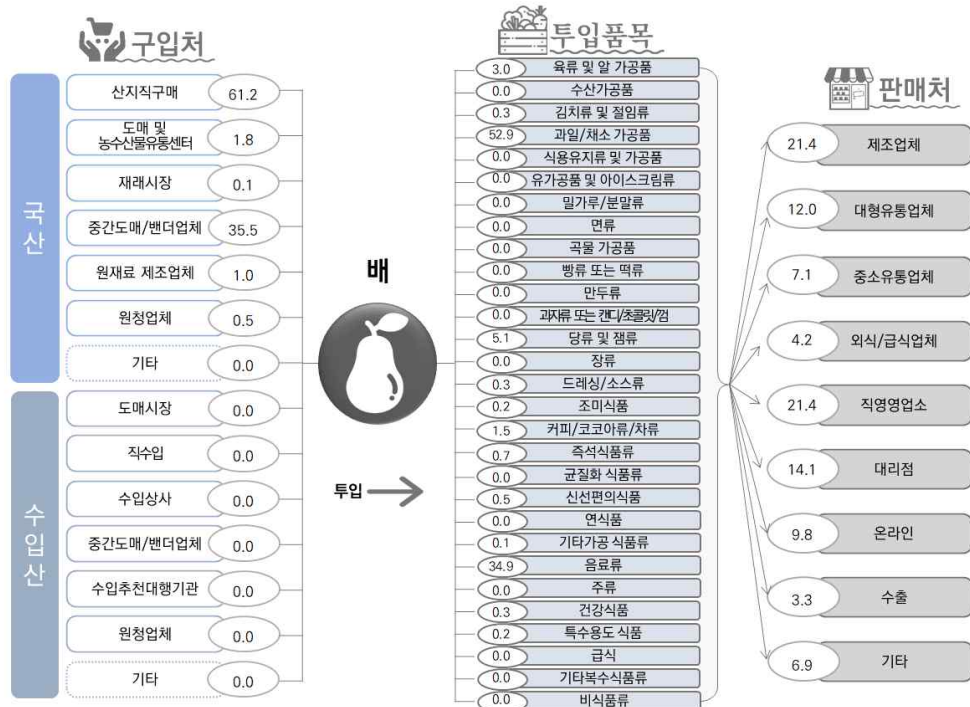 구입처
국산
산지직구매 61.2
도매 및
농수산물유통센터 1.8
재래시장 0.1
중간도매/밴더업체 35.5
원재료 제조업체 1.0
원청업체 0.5
기타 0.0
수입산
도매시장 0.0
직수입 0.0
수입상사 0.0
중간도매/밴더업체 0.0
수입추천대행기관 0.0
원청업체 0.0
기타 0.0
배
투입
투입품목
3.0 육류 및 알 가공품
0.0 수산가공품
0.3 김치류 및 절임류
52.9 과일/채소 가공품
0.0 식용유지류 및 가공품
0.0 유가공품 및 아이스크림류
0.0 밀가루/분말류
0.0 면류
0.0 곡물 가공품
0.0 빵류 또는 떡류
0.0 만두류
0.0 과자류 또는 캔디/초콜릿/껌
5.1 당류 및 잼류
0.0 장류
0.3 드레싱/소스류
0.2 조미식품
1.5 커피/코코아류/차류
0.7 즉석식품류
0.0 균질화 식품류
0.5 신선편의식품
0.0 연식품
0.1 기타가공 식품류
34.9 음료류
0.0 주류
0.3 건강식품
0.2 특수용도 식품
0.0 급식
0.0 기타복수식품류
0.0 비식품류
판매처
21.4 제조업체
12.0 대형유통업체
7.1 중소유통업체
4.2 외식/급식업체
21.4 직영영업소
14.1 대리점
9.8 온라인
3.3 수출
6.9 기타